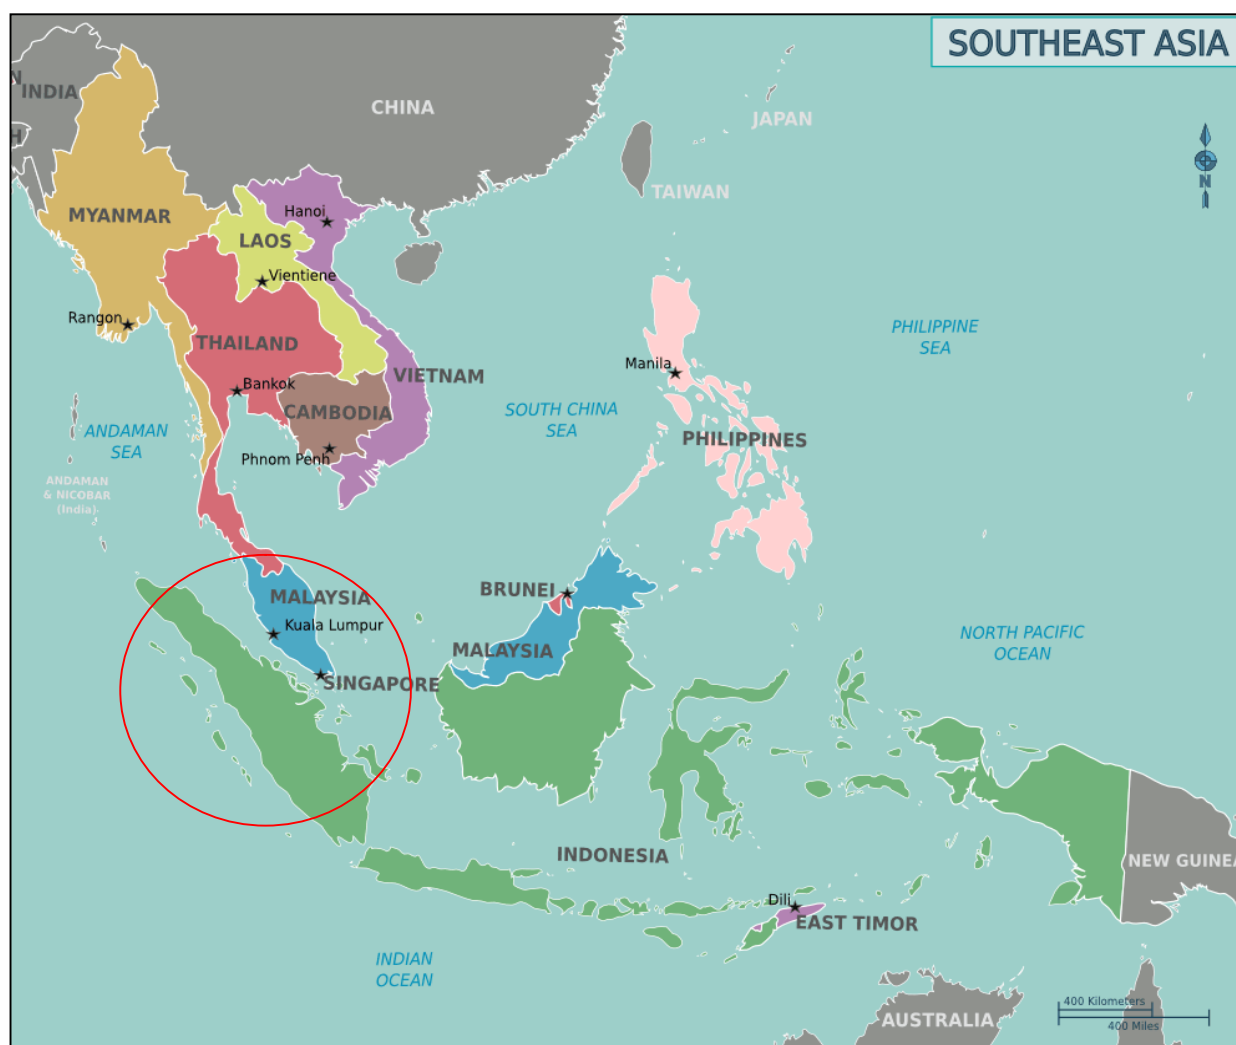 SOUTHEAST ASIA
N
INDIA
H
CHINA
JAPAN
TAIWAN
N
MYANMAR
Hanoi
LAOS
Vientiene
Rangon
THAILAND
PHILIPPINE
SEA
Manila
VIETNAM
Bankok
CAMBODIA
SOUTH CHINA
SEA
ANDAMAN
SEA
PHILIPPINES
Phnom Penh
ANDAMAN
& NICOBAR
(India)
BRUNEI
MALAYSIA
Kuala Lumpur
NORTH PACIFIC
OCEAN
MALAYSIA
SINGAPORE
INDONESIA
NEW GUINEA
Dili
EAST TIMOR
INDIAN
OCEAN
AUSTRALIA
400 Kilometers
400 Miles